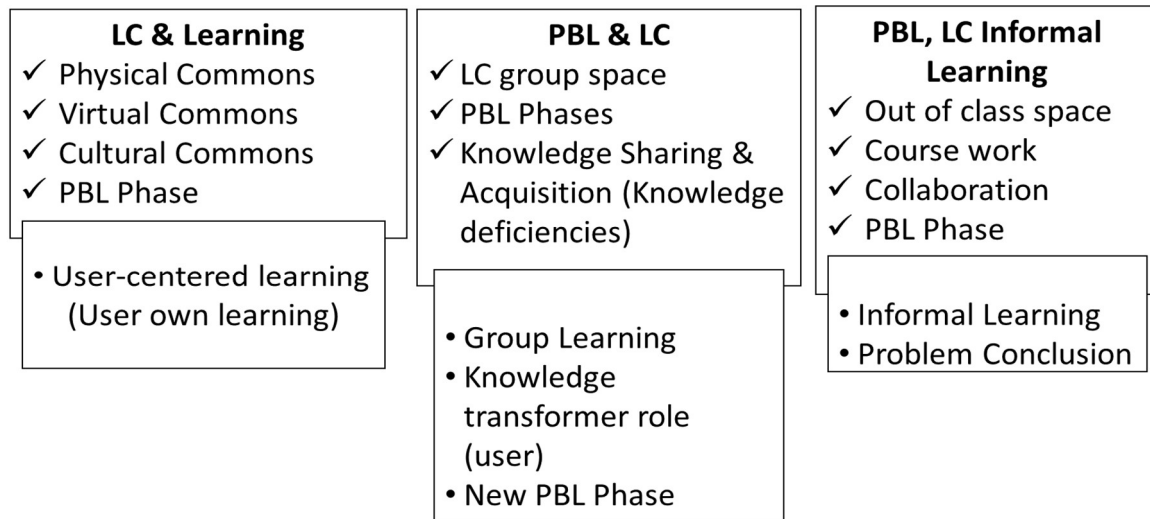 LC & Learning
✓ Physical Commons
✓ Virtual Commons
✓ Cultural Commons
✓ PBL Phase
• User-centered learning
(User own learning)
PBL & LC
✓ LC group space
✓ PBL Phases
✓ Knowledge Sharing &
Acquisition (Knowledge
deficiencies)
• Group Learning
• Knowledge
transformer role
(user)
• New PBL Phase
PBL, LC Informal
Learning
✓ Out of class space
✓ Course work
✓ Collaboration
✓ PBL Phase
• Informal Learning
• Problem Conclusion